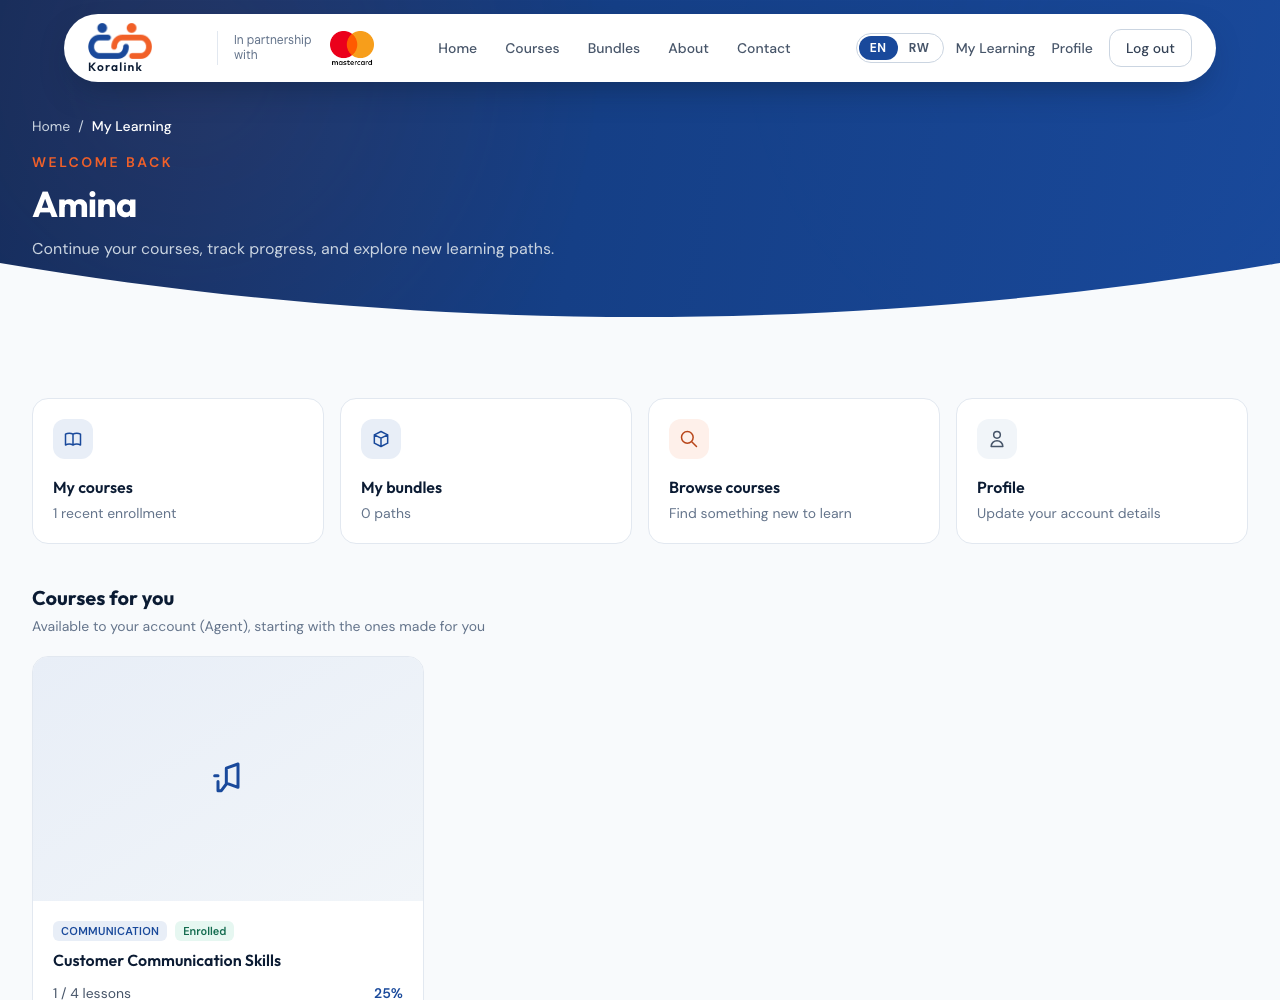 Koralink
In partnership
with
mastercard
Home
Courses
Bundles
About
Contact
EN
RW
My Learning
Profile
Log out
Home / My Learning
WELCOME BACK
Amina
Continue your courses, track progress, and explore new learning paths.
My courses
1 recent enrollment
My bundles
0 paths
Browse courses
Find something new to learn
Profile
Update your account details
Courses for you
Available to your account (Agent), starting with the ones made for you
COMMUNICATION
Enrolled
Customer Communication Skills
1 / 4 lessons
25%